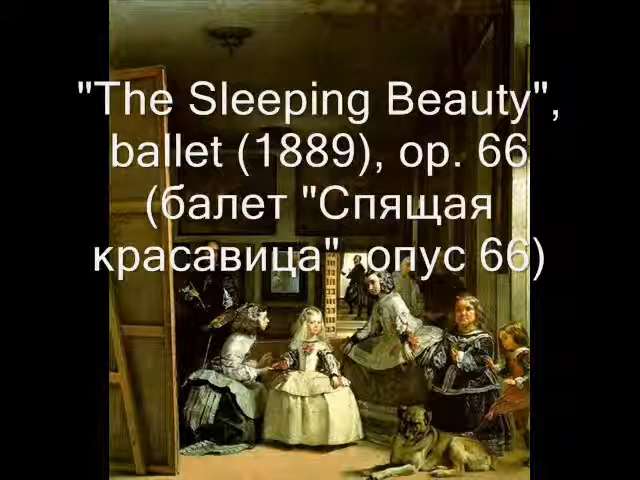 "The Sleeping Beauty",
ballet (1889), op. 66
(балет "Спящая
красавица", опус 66)